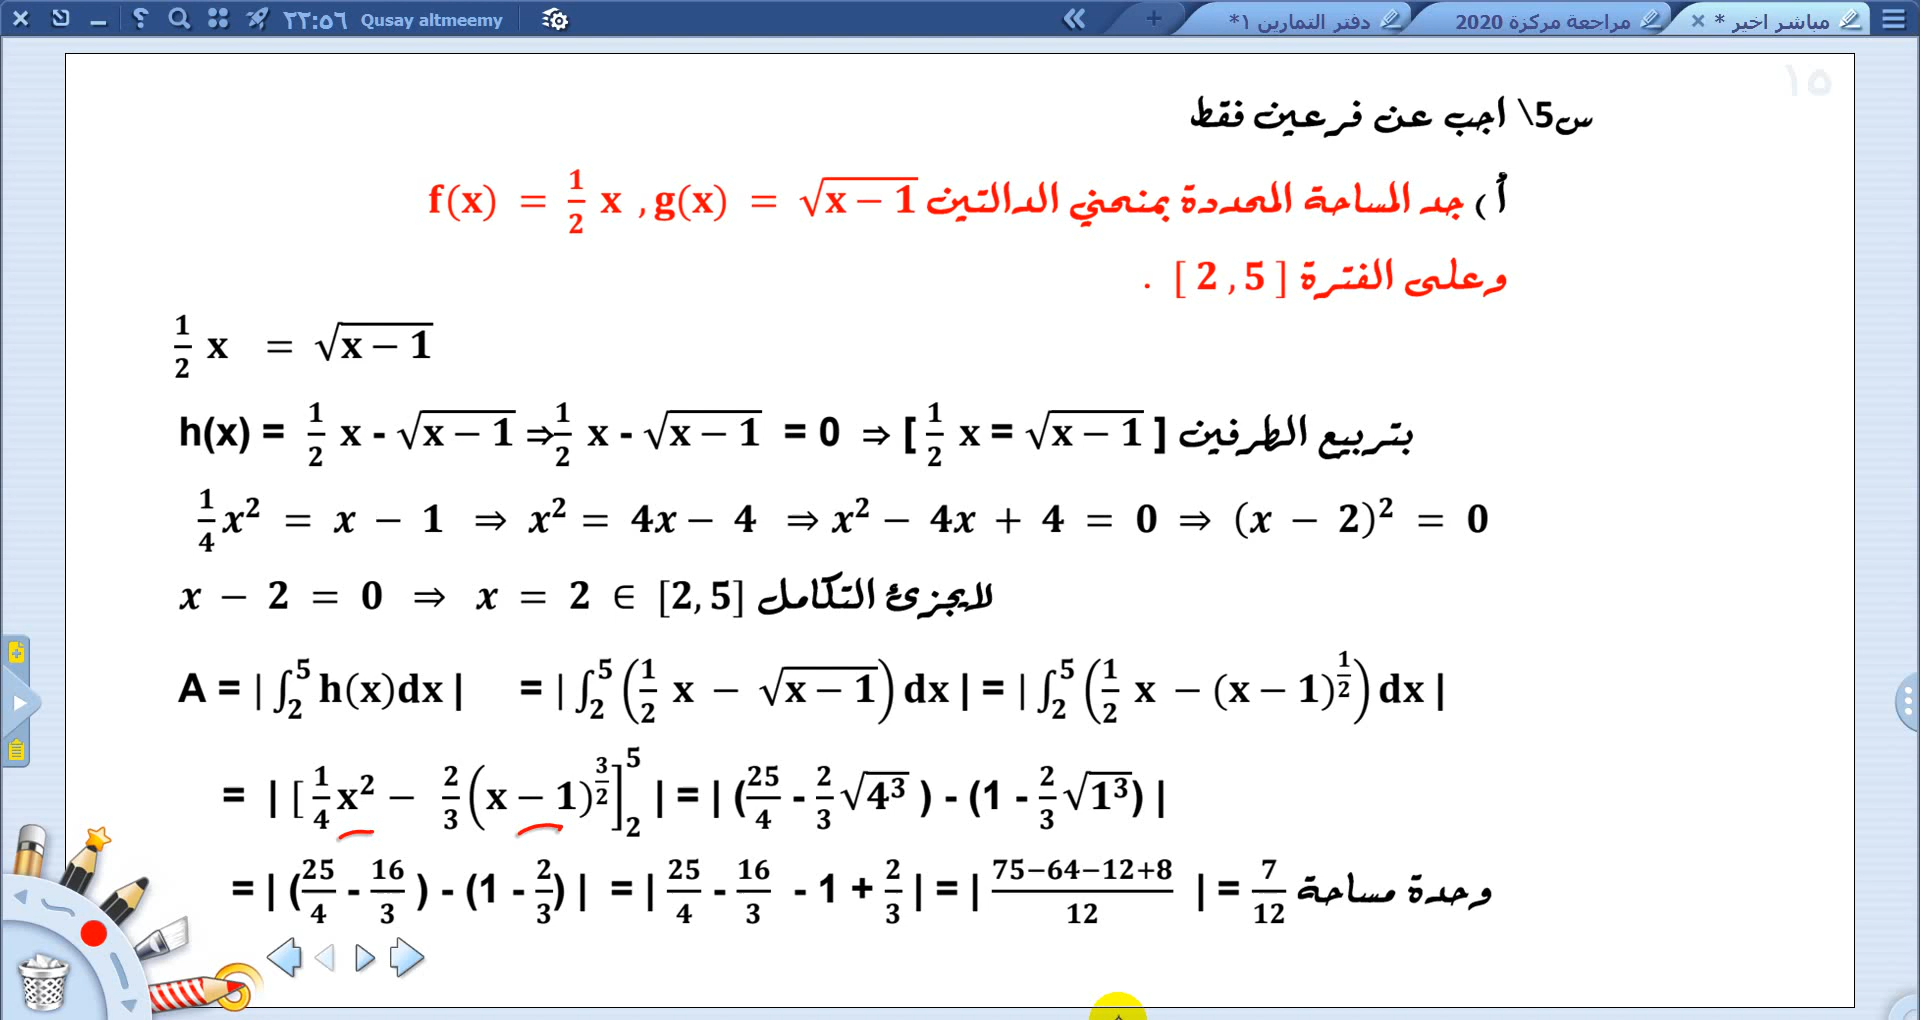 ٢٣:٥٦ Qusay altmeemy
دفتر التمارين ١*
مراجعة مركزة 2020
مباشر اخير *
١٥
س5\ اجب عن فرعين فقط
أ ) جد المساحة المحددة بمنحني الدالتين f(x) = 1/2 x , g(x) = √(x − 1)
وعلى الفترة [ 2 , 5 ] .
1/2 x = √(x − 1)
h(x) = 1/2 x - √(x − 1) ⇒ 1/2 x - √(x − 1) = 0 ⇒ [ 1/2 x = √(x − 1) ] بتربيع الطرفين
1/4 x² = x − 1 ⇒ x² = 4x − 4 ⇒ x² − 4x + 4 = 0 ⇒ (x − 2)² = 0
x − 2 = 0 ⇒ x = 2 ∈ [2, 5] لايجزئ التكامل
A = | ∫₂⁵ h(x)dx | = | ∫₂⁵ (1/2 x − √(x − 1)) dx | = | ∫₂⁵ (1/2 x − (x − 1)^(1/2)) dx |
= | [ 1/4 x² − 2/3 (x − 1)^(3/2) ]₂⁵ | = | (25/4 - 2/3 √4³ ) - (1 - 2/3 √1³) |
= | (25/4 - 16/3 ) - (1 - 2/3) | = | 25/4 - 16/3 - 1 + 2/3 | = | (75−64−12+8)/12 | = 7/12 وحدة مساحة